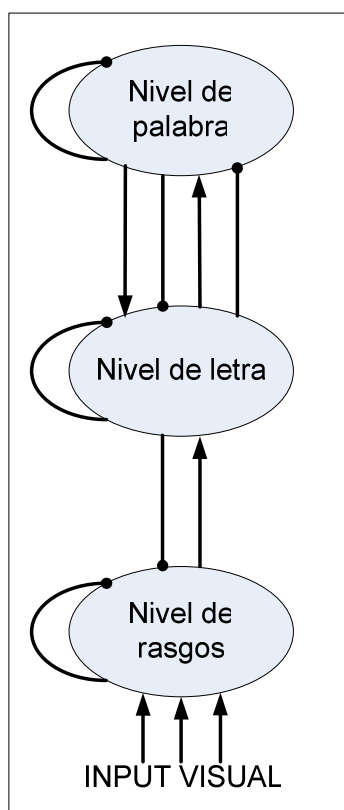 Nivel de
palabra
Nivel de letra
Nivel de
rasgos
INPUT VISUAL